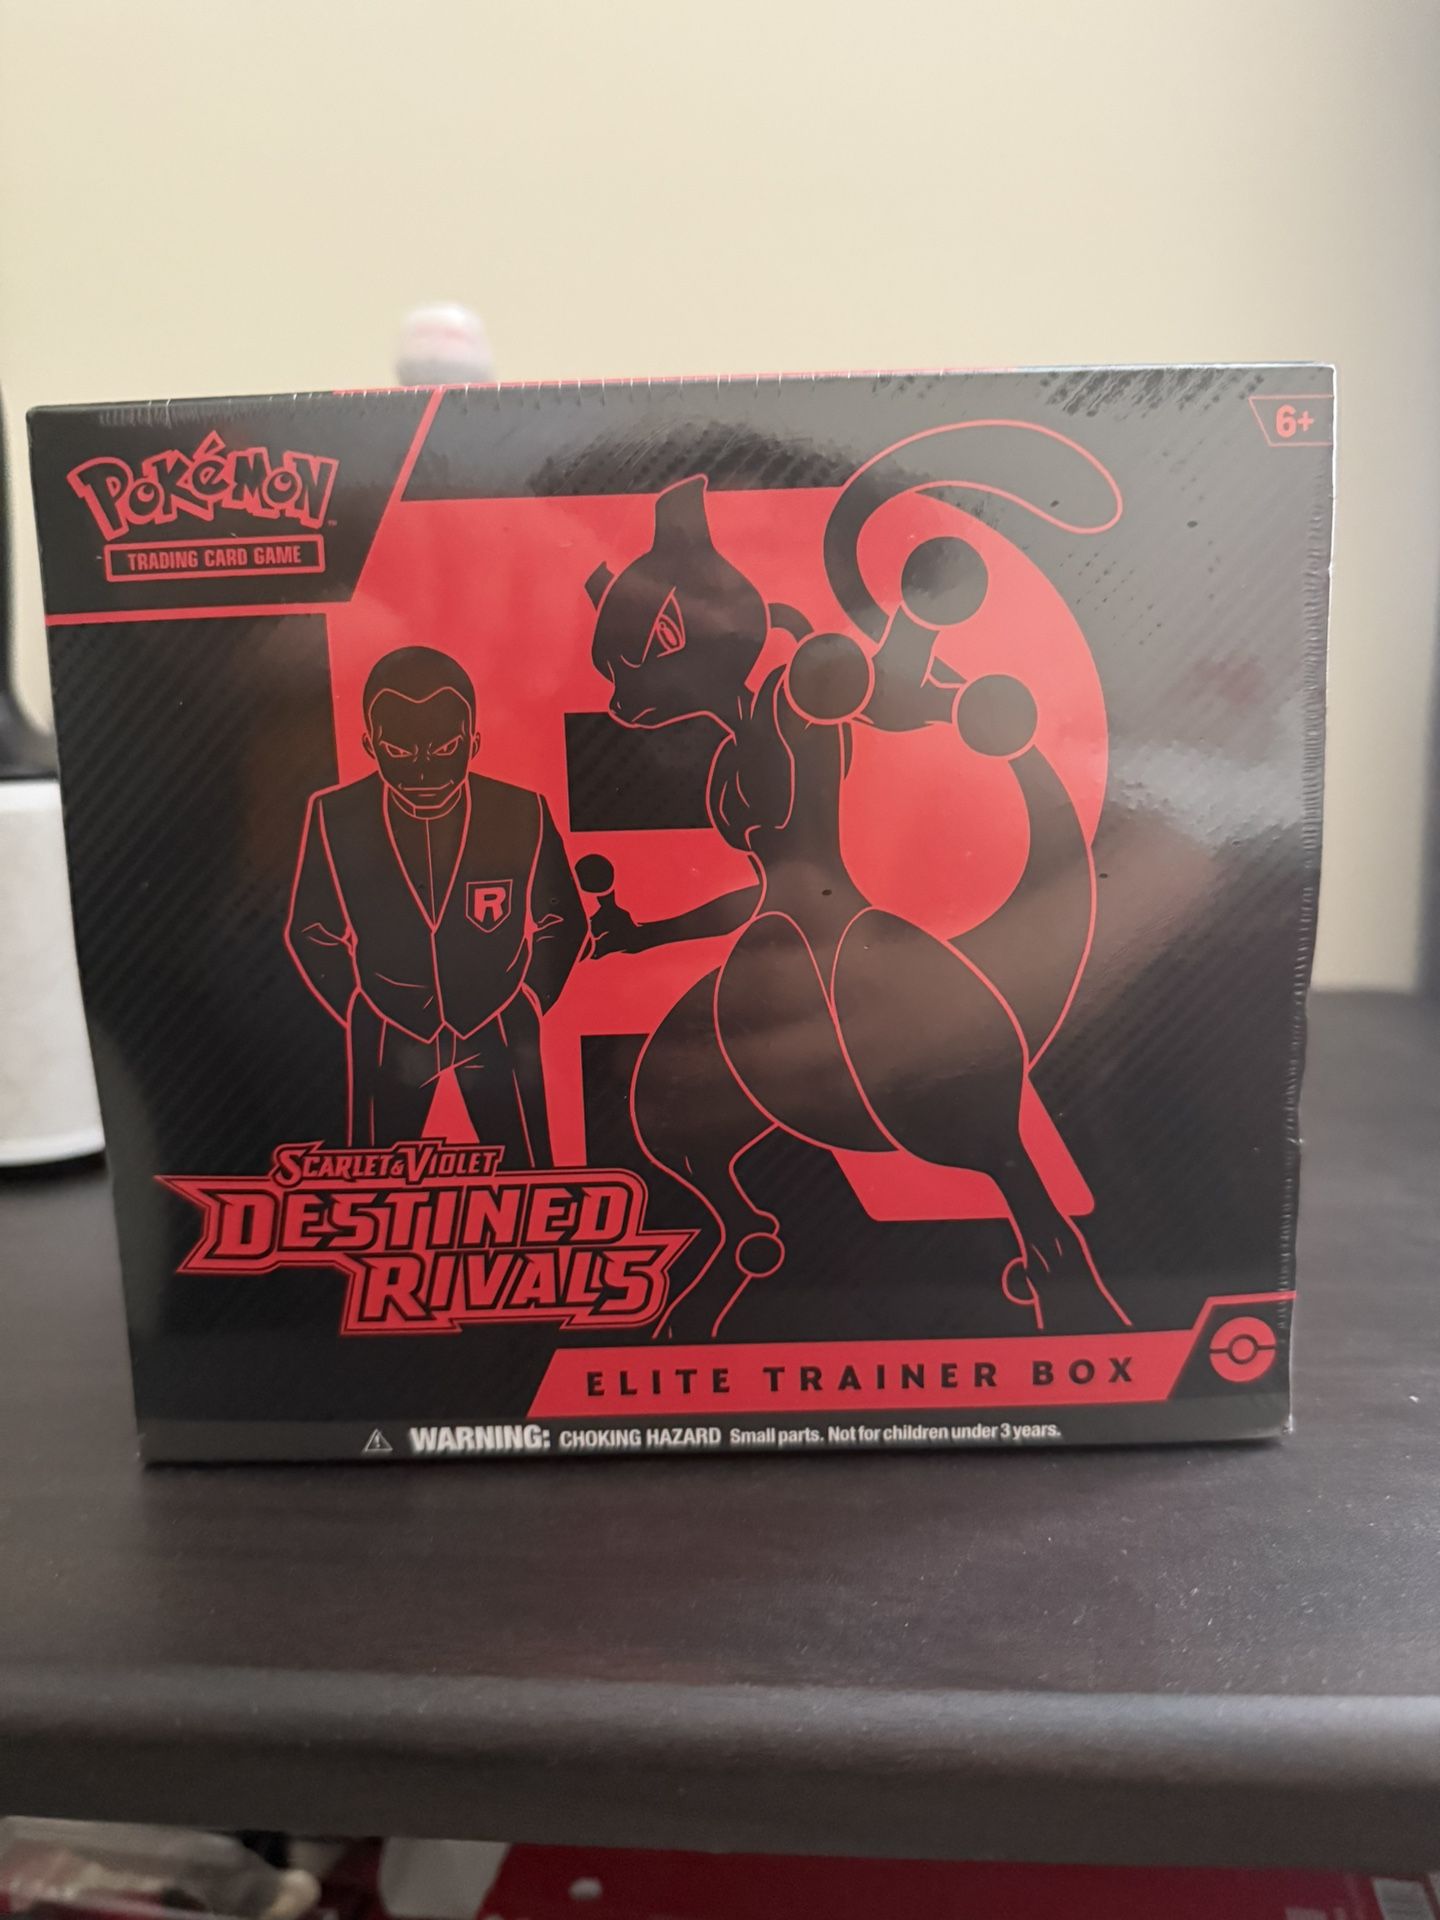 POKéMON
TRADING CARD GAME
6+
R
SCARLET & VIOLET
DESTINED
RIVALS
ELITE TRAINER BOX
WARNING: CHOKING HAZARD Small parts. Not for children under 3 years.